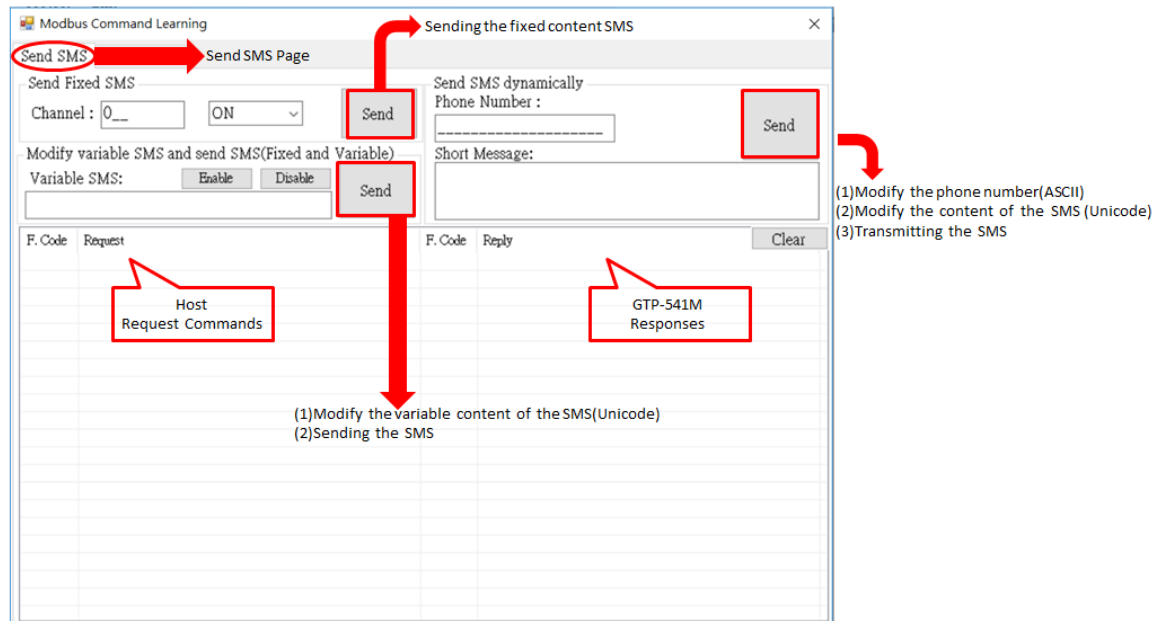 Modbus Command Learning
Sending the fixed content SMS
Send SMS
Send SMS Page
Send Fixed SMS
Channel : 0__
ON
Send
Send SMS dynamically
Phone Number :
____________________
Send
Modify variable SMS and send SMS(Fixed and Variable)
Variable SMS:
Enable
Disable
Send
Short Message:
(1)Modify the phone number(ASCII)
(2)Modify the content of the SMS (Unicode)
(3)Transmitting the SMS
F. Code
Request
F. Code
Reply
Clear
Host
Request Commands
GTP-541M
Responses
(1)Modify the variable content of the SMS(Unicode)
(2)Sending the SMS